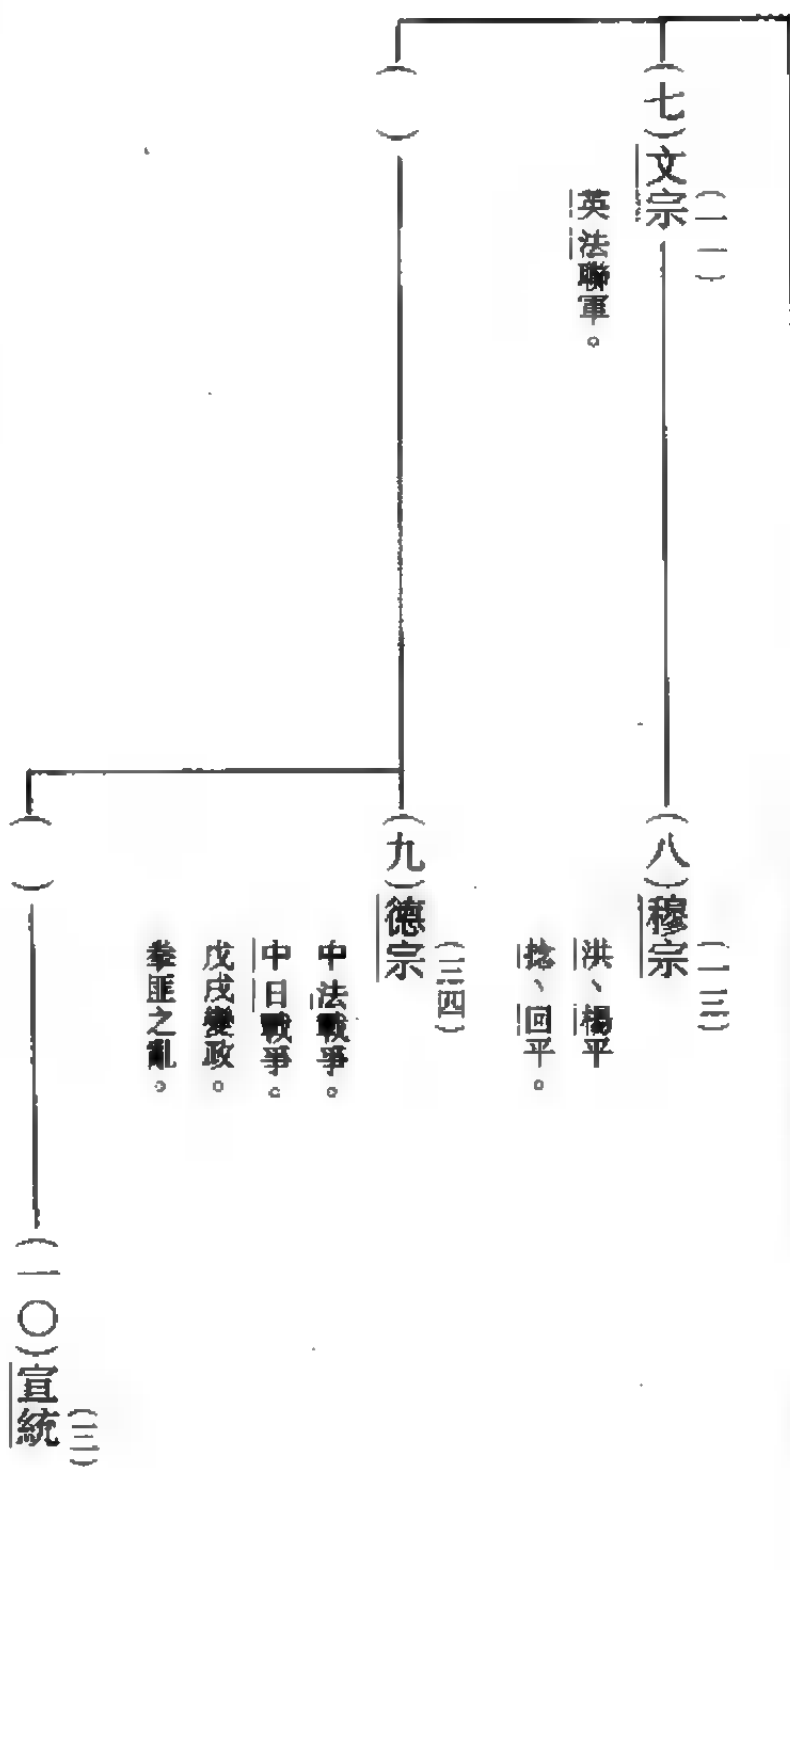 (七)文宗
(一一)
英法聯軍。
(八)穆宗
(一三)
洪、楊平
捻、回平。
( )
(九)德宗
(三四)
中法戰爭。
中日戰爭。
戊戌變政。
拳匪之亂。
( )
(一〇)宣統
(三)